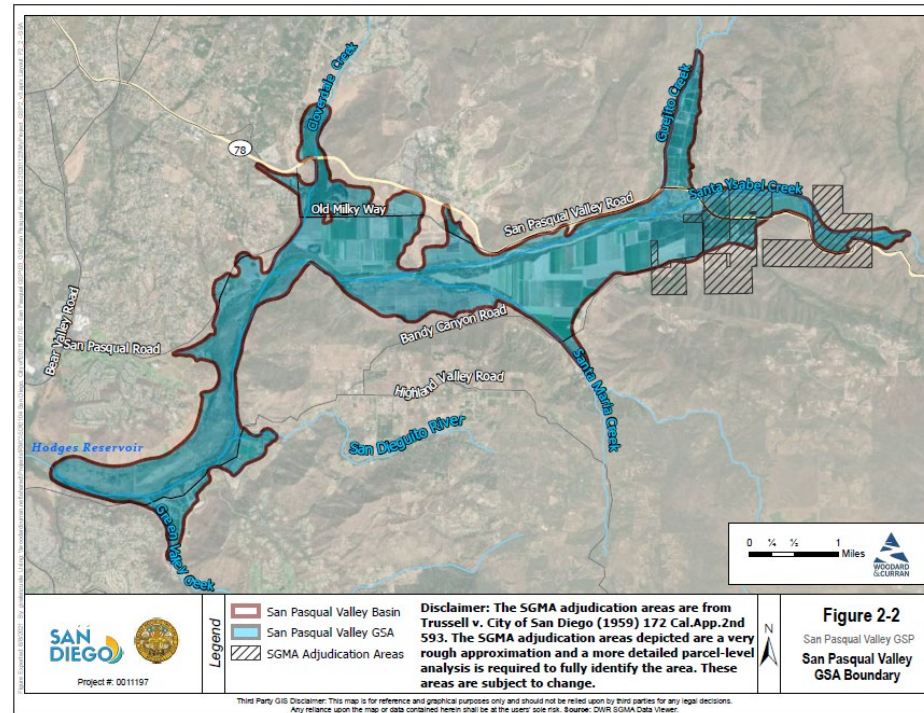 Cloverdale Creek
78
Guejito Creek
Santa Ysabel Creek
Old Milky Way
San Pasqual Valley Road
Bear Valley Road
San Pasqual Road
Bandy Canyon Road
Highland Valley Road
Santa Maria Creek
San Dieguito River
Hodges Reservoir
Green Valley Creek
0 ¼ ½ 1
Miles
WOODARD
&CURRAN
SAN
DIEGO
Project #: 0011197
Legend
San Pasqual Valley Basin
San Pasqual Valley GSA
SGMA Adjudication Areas
Disclaimer: The SGMA adjudication areas are from
Trussell v. City of San Diego (1959) 172 Cal.App.2nd
593. The SGMA adjudication areas depicted are a very
rough approximation and a more detailed parcel-level
analysis is required to fully identify the area. These
areas are subject to change.
N
Figure 2-2
San Pasqual Valley GSP
San Pasqual Valley
GSA Boundary
Third Party GIS Disclaimer: This map is for reference and graphical purposes only and should not be relied upon by third parties for any legal decisions.
Any reliance upon the map or data contained herein shall be at the users' sole risk. Source: DWR SGMA Data Viewer.